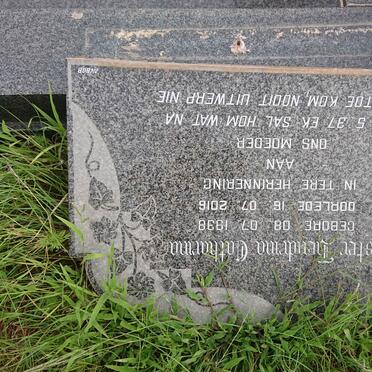 Hendrina Catharina
GEBORE 08. 07. 1938
OORLEDE 16. 07. 2016
IN TERE HERINNERING
AAN
ONS MOEDER
6 37 EK SAL HOM WAT NA
TOE KOM NOOIT UITWERP NIE